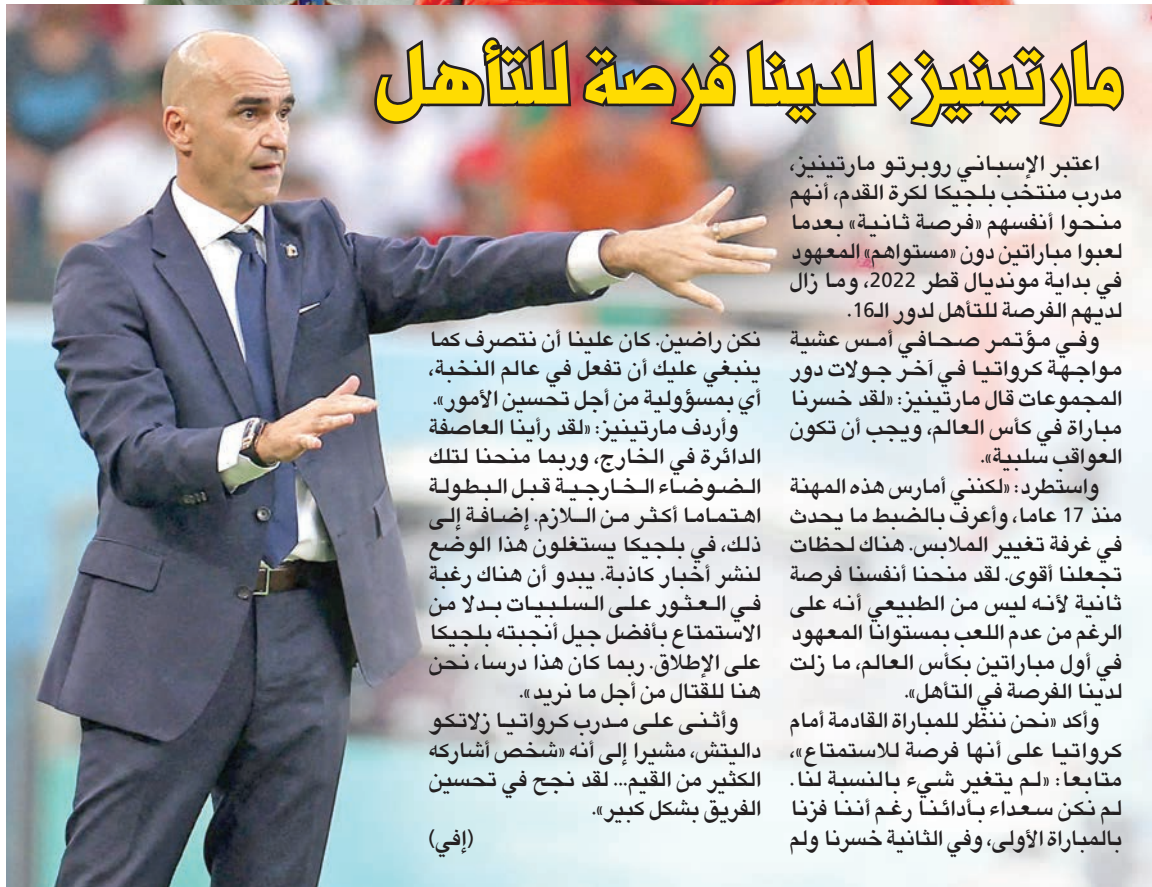 مارتينيز: لدينا فرصة للتأهل
اعتبر الإسباني روبرتو مارتينيز،
مدرب منتخب بلجيكا لكرة القدم، أنهم
منحوا أنفسهم «فرصة ثانية» بعدما
لعبوا مباراتين دون «مستواهم» المعهود
في بداية مونديال قطر 2022، وما زال
لديهم الفرصة للتأهل لدور الـ16.
وفي مؤتمر صحافي أمس عشية
مواجهة كرواتيا في آخر جولات دور
المجموعات قال مارتينيز: «لقد خسرنا
مباراة في كأس العالم، ويجب أن تكون
العواقب سلبية».
واستطرد: «لكنني أمارس هذه المهنة
منذ 17 عاما، وأعرف بالضبط ما يحدث
في غرفة تغيير الملابس. هناك لحظات
تجعلنا أقوى. لقد منحنا أنفسنا فرصة
ثانية لأنه ليس من الطبيعي أنه على
الرغم من عدم اللعب بمستوانا المعهود
في أول مباراتين بكأس العالم، ما زلت
لدينا الفرصة في التأهل».
وأكد «نحن ننظر للمباراة القادمة أمام
كرواتيا على أنها فرصة للاستمتاع»،
متابعا: «لم يتغير شيء بالنسبة لنا.
لم نكن سعداء بأدائنا رغم أننا فزنا
بالمباراة الأولى، وفي الثانية خسرنا ولم
نكن راضين. كان علينا أن نتصرف كما
ينبغي عليك أن تفعل في عالم النخبة،
أي بمسؤولية من أجل تحسين الأمور».
وأردف مارتينيز: «لقد رأينا العاصفة
الدائرة في الخارج، وربما منحنا لتلك
الضوضاء الخارجية قبل البطولة
اهتماما أكثر من اللازم. إضافة إلى
ذلك، في بلجيكا يستغلون هذا الوضع
لنشر أخبار كاذبة. يبدو أن هناك رغبة
في العثور على السلبيات بدلا من
الاستمتاع بأفضل جيل أنجبته بلجيكا
على الإطلاق. ربما كان هذا درسا، نحن
هنا للقتال من أجل ما نريد».
وأثنى على مدرب كرواتيا زلاتكو
داليتش، مشيرا إلى أنه «شخص أشاركه
الكثير من القيم... لقد نجح في تحسين
الفريق بشكل كبير».
(إفي)